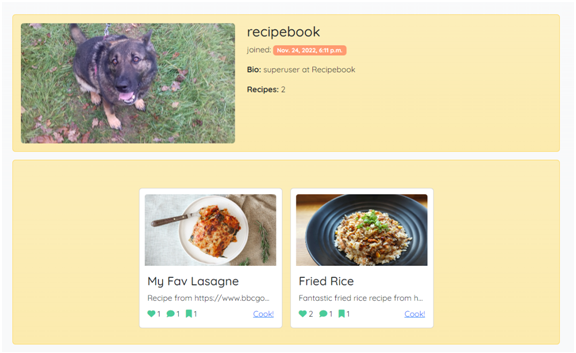 recipebook
joined: Nov. 24, 2022, 6:11 p.m.
Bio: superuser at Recipebook
Recipes: 2
My Fav Lasagne
Recipe from https://www.bbcgo...
1 1 1 Cook!
Fried Rice
Fantastic fried rice recipe from h...
2 1 1 Cook!